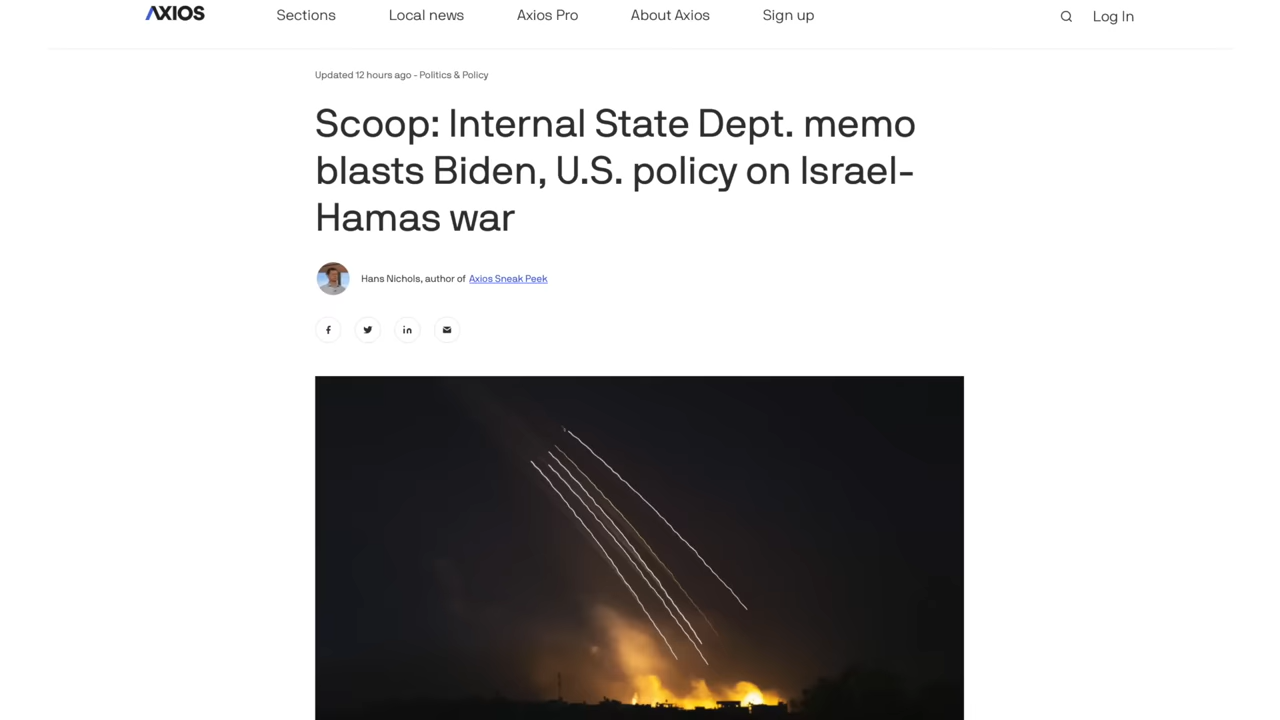 AXIOS Sections Local news Axios Pro About Axios Sign up Log In
Updated 12 hours ago - Politics & Policy
Scoop: Internal State Dept. memo
blasts Biden, U.S. policy on Israel-
Hamas war
Hans Nichols, author of Axios Sneak Peek